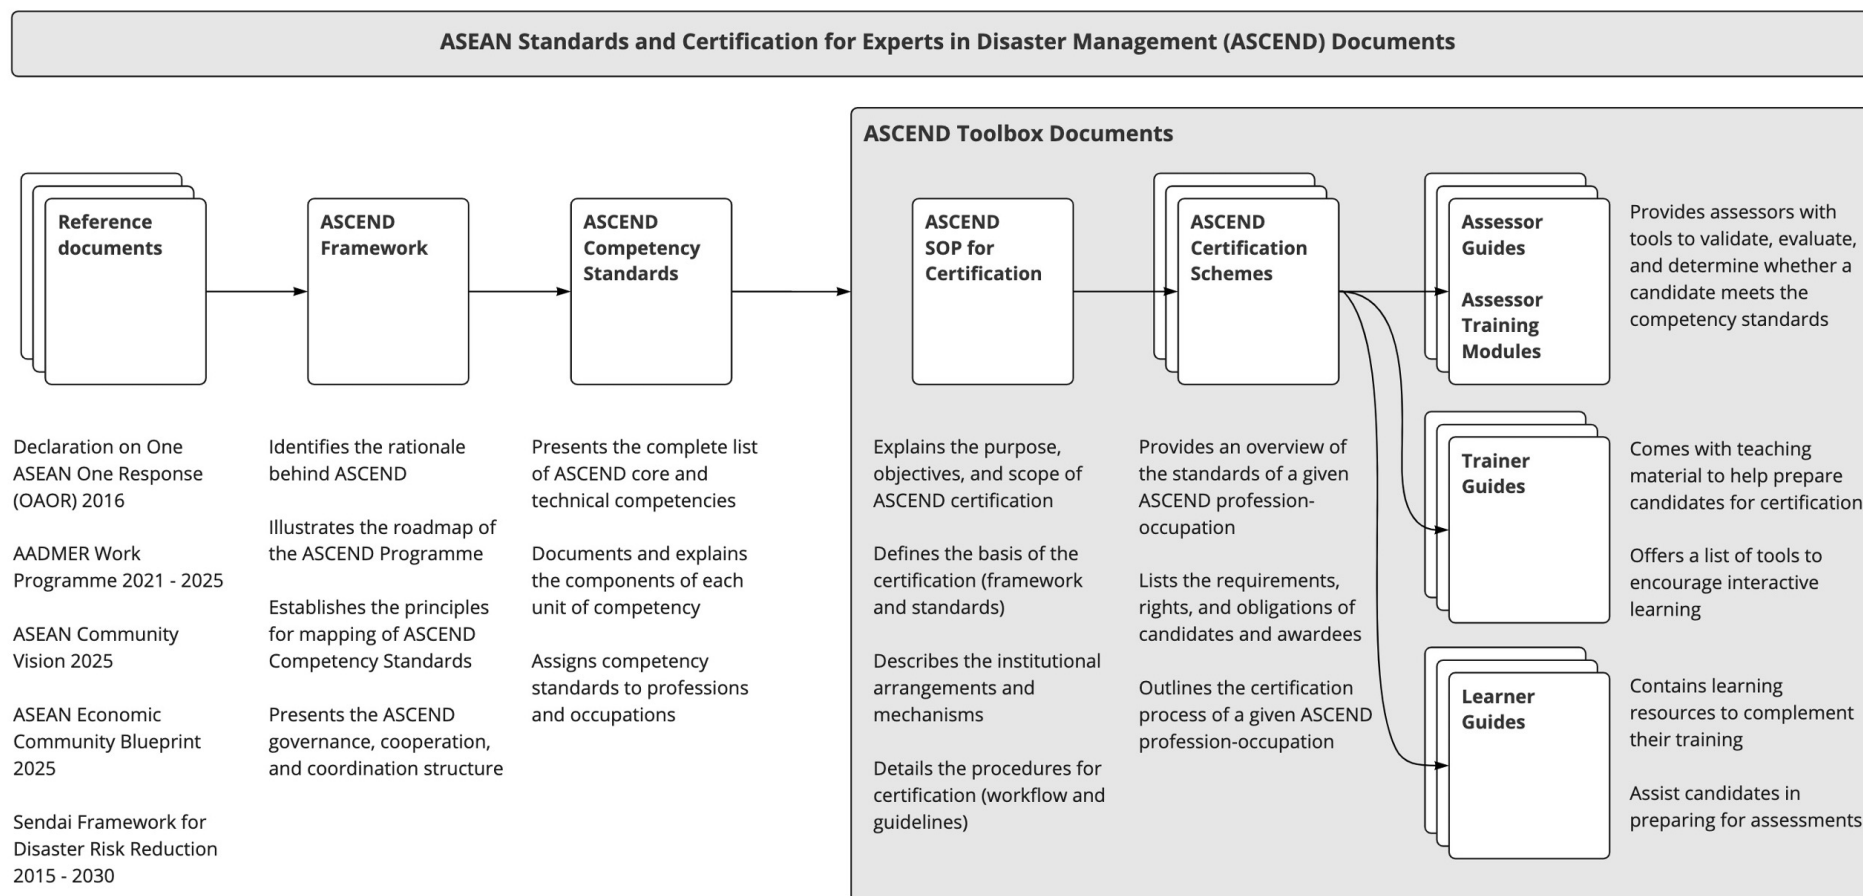 ASEAN Standards and Certification for Experts in Disaster Management (ASCEND) Documents
ASCEND Toolbox Documents
Reference
documents
ASCEND
Framework
ASCEND
Competency
Standards
ASCEND
SOP for
Certification
ASCEND
Certification
Schemes
Assessor
Guides
Assessor
Training
Modules
Provides assessors with
tools to validate, evaluate,
and determine whether a
candidate meets the
competency standards
Trainer
Guides
Comes with teaching
material to help prepare
candidates for certification
Offers a list of tools to
encourage interactive
learning
Learner
Guides
Contains learning
resources to complement
their training
Assist candidates in
preparing for assessments
Declaration on One
ASEAN One Response
(OAOR) 2016
AADMER Work
Programme 2021 - 2025
ASEAN Community
Vision 2025
ASEAN Economic
Community Blueprint
2025
Sendai Framework for
Disaster Risk Reduction
2015 - 2030
Identifies the rationale
behind ASCEND
Illustrates the roadmap of
the ASCEND Programme
Establishes the principles
for mapping of ASCEND
Competency Standards
Presents the ASCEND
governance, cooperation,
and coordination structure
Presents the complete list
of ASCEND core and
technical competencies
Documents and explains
the components of each
unit of competency
Assigns competency
standards to professions
and occupations
Explains the purpose,
objectives, and scope of
ASCEND certification
Defines the basis of the
certification (framework
and standards)
Describes the institutional
arrangements and
mechanisms
Details the procedures for
certification (workflow and
guidelines)
Provides an overview of
the standards of a given
ASCEND profession-
occupation
Lists the requirements,
rights, and obligations of
candidates and awardees
Outlines the certification
process of a given ASCEND
profession-occupation